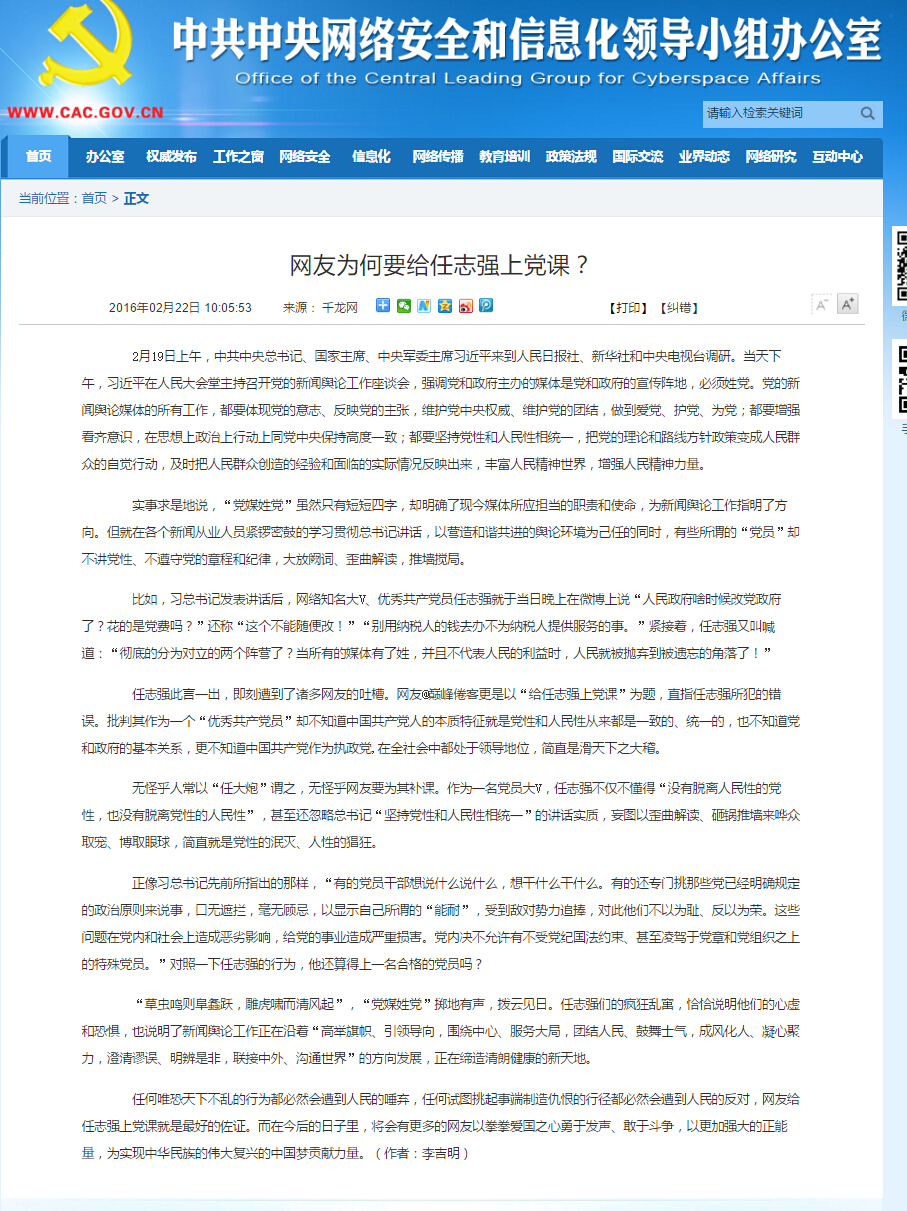 中共中央网络安全和信息化领导小组办公室
Office of the Central Leading Group for Cyberspace Affairs
WWW.CAC.GOV.CN
请输入检索关键词
首页 办公室 权威发布 工作之窗 网络安全 信息化 网络传播 教育培训 政策法规 国际交流 业界动态 网络研究 互动中心
当前位置：首页 > 正文
网友为何要给任志强上党课？
2016年02月22日 10:05:53 来源： 千龙网 【打印】【纠错】 A- A+
2月19日上午，中共中央总书记、国家主席、中央军委主席习近平来到人民日报社、新华社和中央电视台调研。当天下
午，习近平在人民大会堂主持召开党的新闻舆论工作座谈会，强调党和政府主办的媒体是党和政府的宣传阵地，必须姓党。党的新
闻舆论媒体的所有工作，都要体现党的意志、反映党的主张，维护党中央权威、维护党的团结，做到爱党、护党、为党；都要增强
看齐意识，在思想上政治上行动上同党中央保持高度一致；都要坚持党性和人民性相统一，把党的理论和路线方针政策变成人民群
众的自觉行动，及时把人民群众创造的经验和面临的实际情况反映出来，丰富人民精神世界，增强人民精神力量。
实事求是地说，“党媒姓党”虽然只有短短四字，却明确了现今媒体所应担当的职责和使命，为新闻舆论工作指明了方
向。但就在各个新闻从业人员紧锣密鼓的学习贯彻总书记讲话，以营造和谐共进的舆论环境为己任的同时，有些所谓的“党员”却
不讲党性、不遵守党的章程和纪律，大放阙词、歪曲解读，推墙搅局。
比如，习总书记发表讲话后，网络知名大V、优秀共产党员任志强就于当日晚上在微博上说“人民政府啥时候改党政府
了？花的是党费吗？”还称“这个不能随便改！”“别用纳税人的钱去办不为纳税人提供服务的事。”紧接着，任志强又叫喊
道：“彻底的分为对立的两个阵营了？当所有的媒体有了姓，并且不代表人民的利益时，人民就被抛弃到被遗忘的角落了！”
任志强此言一出，即刻遭到了诸多网友的吐槽。网友@巅峰倦客更是以“给任志强上党课”为题，直指任志强所犯的错
误。批判其作为一个“优秀共产党员”却不知道中国共产党人的本质特征就是党性和人民性从来都是一致的、统一的，也不知道党
和政府的基本关系，更不知道中国共产党作为执政党,在全社会中都处于领导地位，简直是滑天下之大稽。
无怪乎人常以“任大炮”谓之，无怪乎网友要为其补课。作为一名党员大V，任志强不仅不懂得“没有脱离人民性的党
性，也没有脱离党性的人民性”，甚至还忽略总书记“坚持党性和人民性相统一”的讲话实质，妄图以歪曲解读、砸锅推墙来哗众
取宠、博取眼球，简直就是党性的泯灭、人性的猖狂。
正像习总书记先前所指出的那样，“有的党员干部想说什么说什么，想干什么干什么。有的还专门挑那些党已经明确规定
的政治原则来说事，口无遮拦，毫无顾忌，以显示自己所谓的“能耐”，受到敌对势力追捧，对此他们不以为耻、反以为荣。这些
问题在党内和社会上造成恶劣影响，给党的事业造成严重损害。党内决不允许有不受党纪国法约束、甚至凌驾于党章和党组织之上
的特殊党员。”对照一下任志强的行为，他还算得上一名合格的党员吗？
“草虫鸣则阜螽跃，雕虎啸而清风起”，“党媒姓党”掷地有声，拨云见日。任志强们的疯狂乱寓，恰恰说明他们的心虚
和恐惧，也说明了新闻舆论工作正在沿着“高举旗帜、引领导向，围绕中心、服务大局，团结人民、鼓舞士气，成风化人、凝心聚
力，澄清谬误、明辨是非，联接中外、沟通世界”的方向发展，正在缔造清朗健康的新天地。
任何唯恐天下不乱的行为都必然会遭到人民的唾弃，任何试图挑起事端制造仇恨的行径都必然会遭到人民的反对，网友给
任志强上党课就是最好的佐证。而在今后的日子里，将会有更多的网友以拳拳爱国之心勇于发声、敢于斗争，以更加强大的正能
量，为实现中华民族的伟大复兴的中国梦贡献力量。（作者：李吉明）